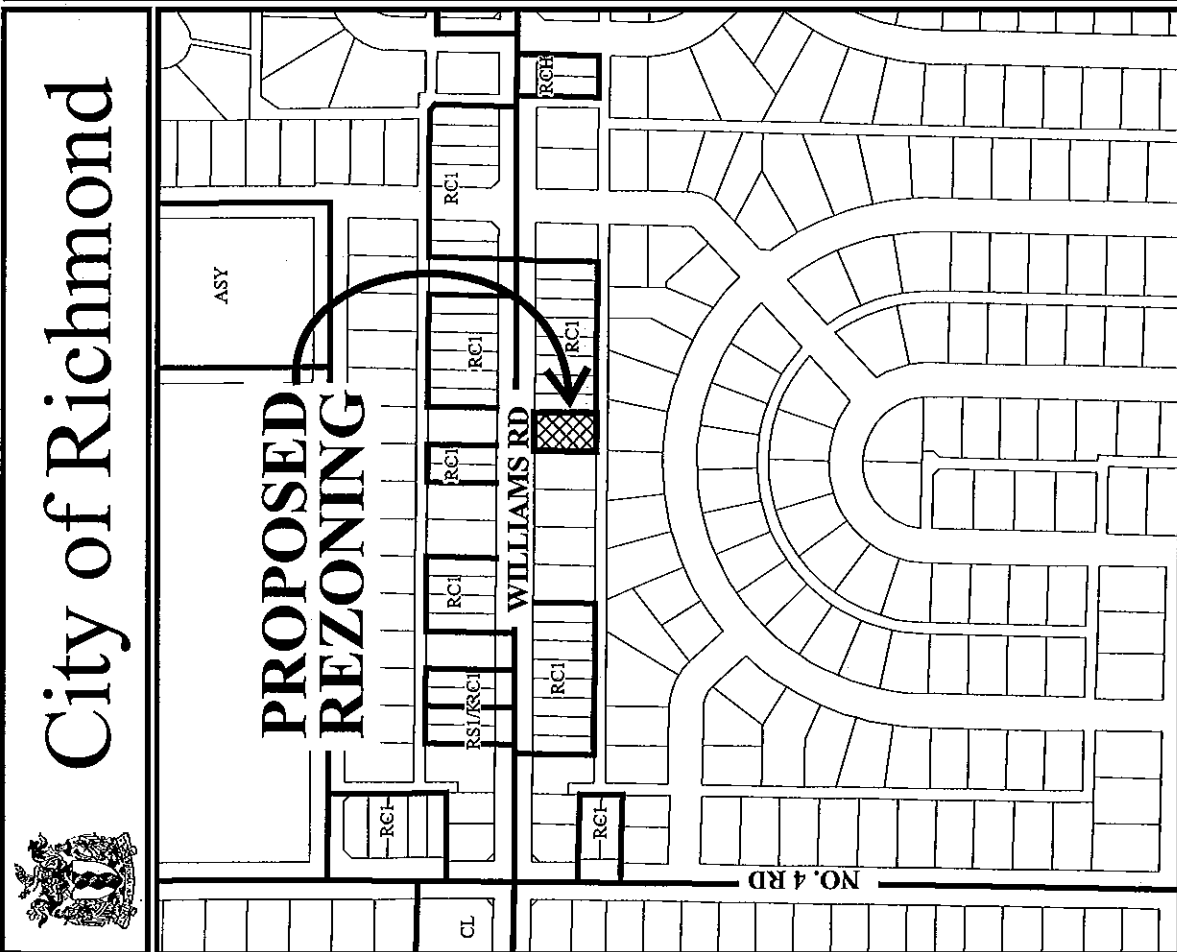 City of Richmond
ASY
PROPOSED
REZONING
RC1
CL
RS1/K
RC1
RC1
RC1
RC1
RC1
WILLIAMS RD
RCH
RC1
RC1
RC1
NO. 4 RD